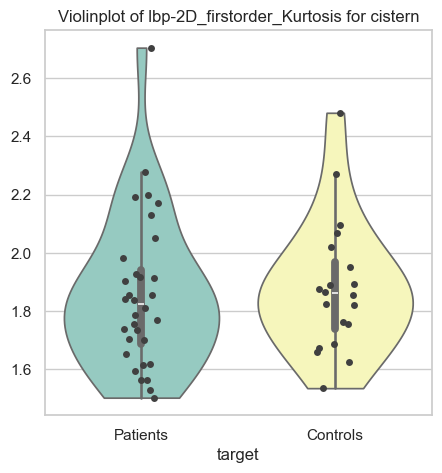 Violinplot of lbp-2D_firstorder_Kurtosis for cistern
2.6
2.4
2.2
2.0
1.8
1.6
Patients Controls
target